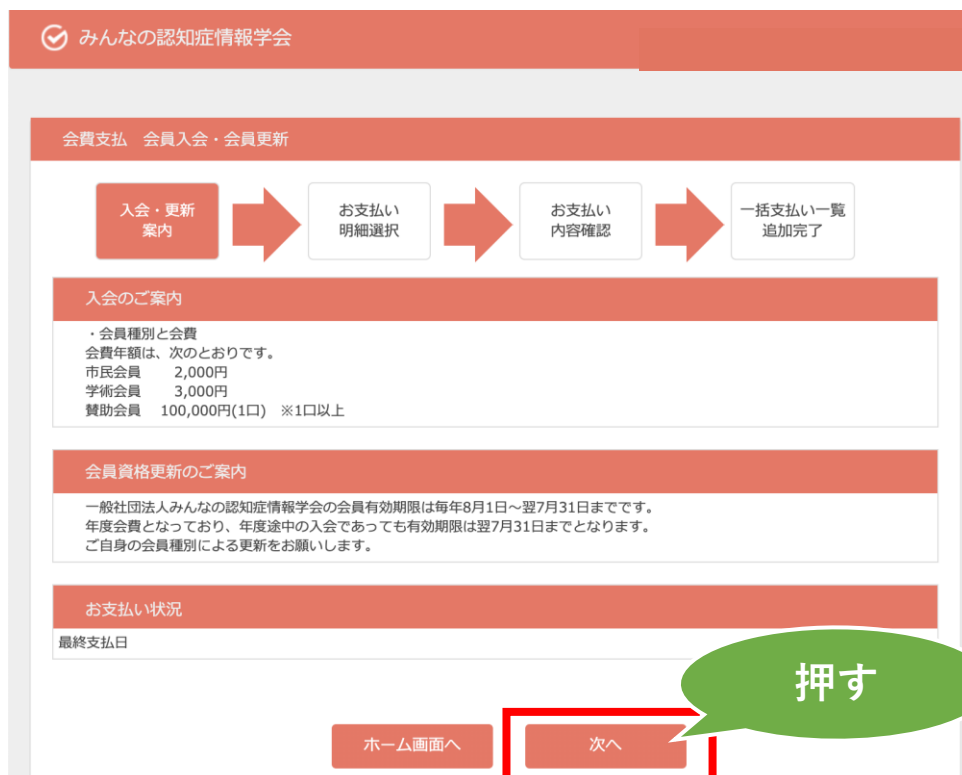 みんなの認知症情報学会
会費支払 会員入会・会員更新
入会・更新
案内
お支払い
明細選択
お支払い
内容確認
一括支払い一覧
追加完了
入会のご案内
・会員種別と会費
会費年額は、次のとおりです。
市民会員 2,000円
学術会員 3,000円
賛助会員 100,000円(1口) ※1口以上
会員資格更新のご案内
一般社団法人みんなの認知症情報学会の会員有効期限は毎年8月1日～翌7月31日までです。
年度会費となっており、年度途中の入会であっても有効期限は翌7月31日までとなります。
ご自身の会員種別による更新をお願いします。
お支払い状況
最終支払日
押す
ホーム画面へ
次へ